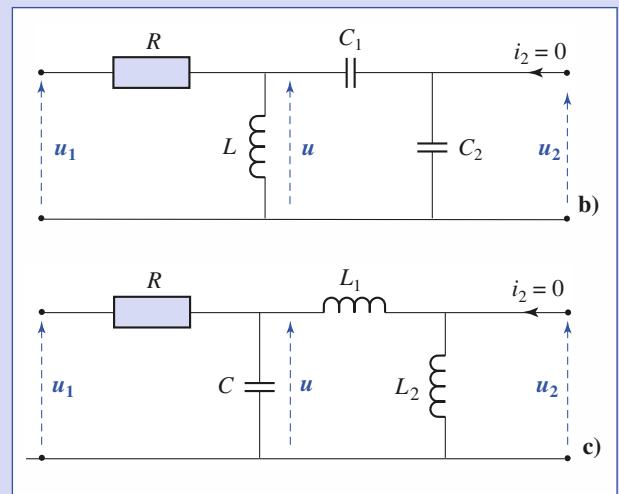 R
C₁
i₂ = 0
u₁
L
u
C₂
u₂
b)
R
L₁
i₂ = 0
u₁
C
u
L₂
u₂
c)